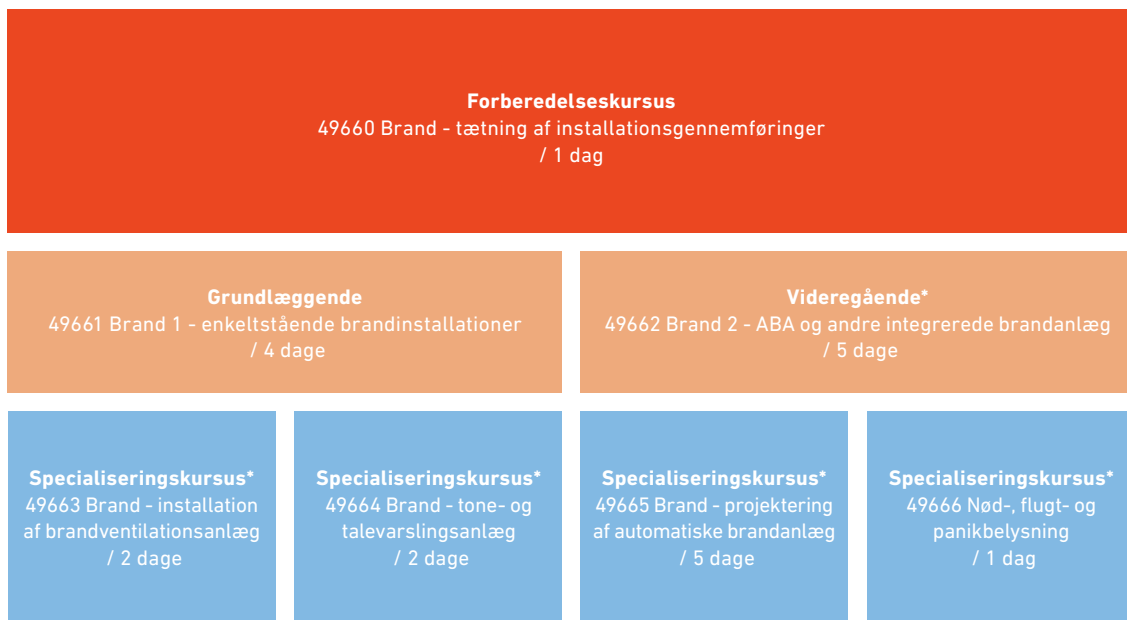 Forberedelseskursus
49660 Brand - tætning af installationsgennemføringer
/ 1 dag
Grundlæggende
49661 Brand 1 - enkeltstående brandinstallationer
/ 4 dage
Videregående*
49662 Brand 2 - ABA og andre integrerede brandanlæg
/ 5 dage
Specialiseringskursus*
49663 Brand - installation
af brandventilationsanlæg
/ 2 dage
Specialiseringskursus*
49664 Brand - tone- og
talevarslingsanlæg
/ 2 dage
Specialiseringskursus*
49665 Brand - projektering
af automatiske brandanlæg
/ 5 dage
Specialiseringskursus*
49666 Nød-, flugt- og
panikbelysning
/ 1 dag